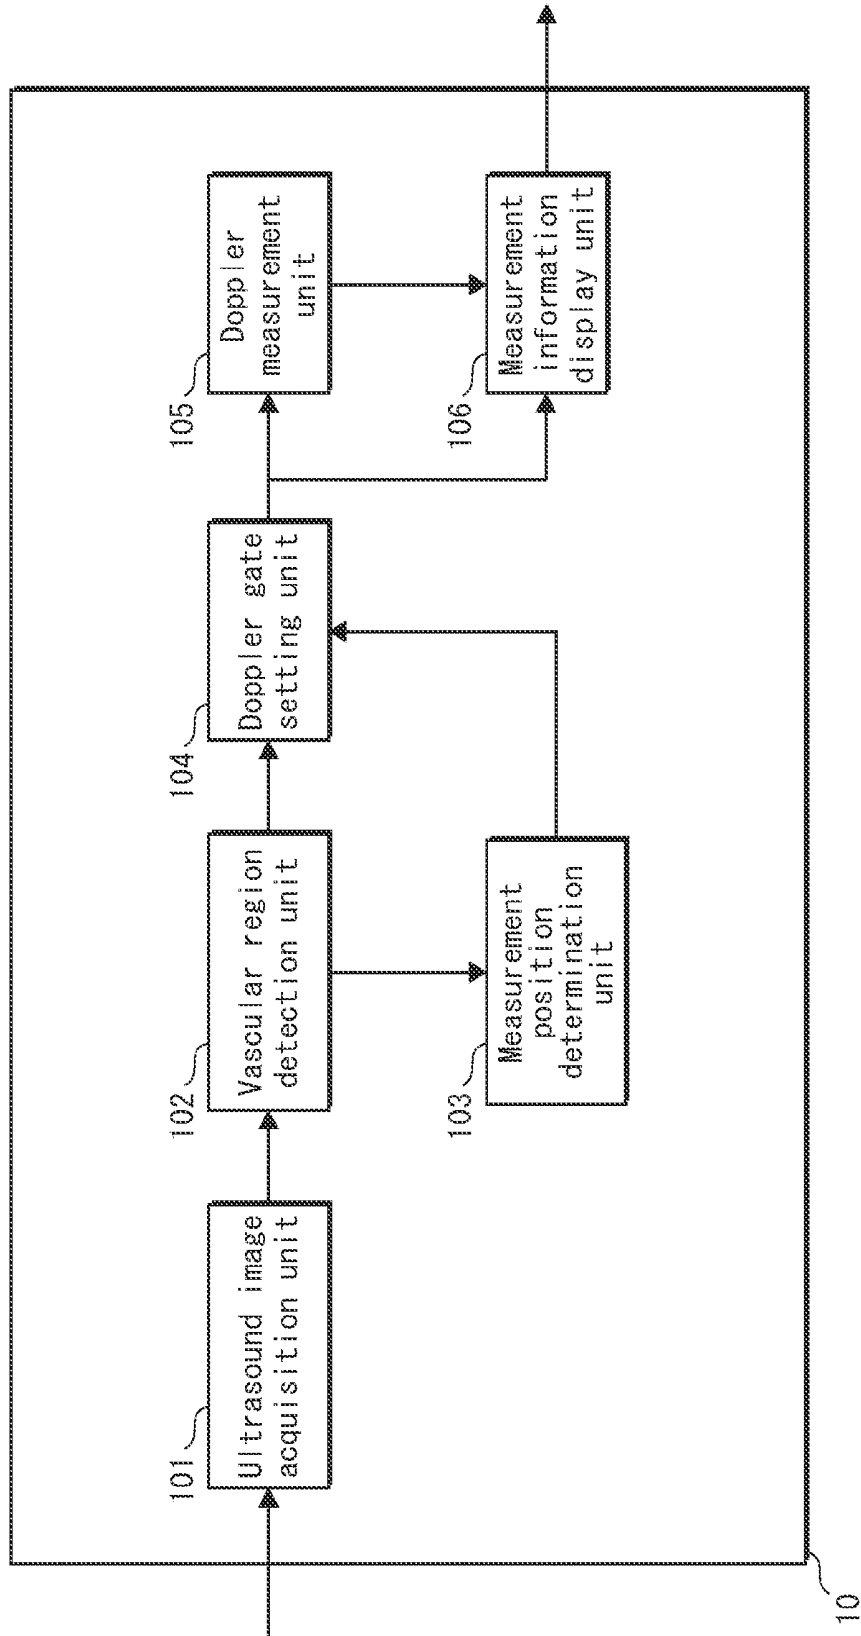 101
Ultrasound image
acquisition unit
102
Vascular region
detection unit
103
Measurement
position
determination
unit
104
Doppler gate
setting unit
105
Doppler
measurement
unit
106
Measurement
information
display unit
10